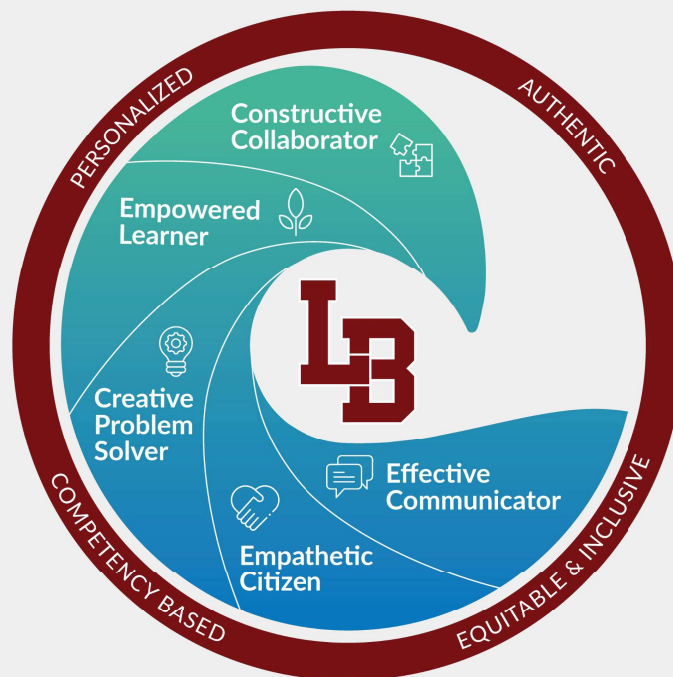 PERSONALIZED
AUTHENTIC
Constructive
Collaborator
Empowered
Learner
LB
Creative
Problem
Solver
Effective
Communicator
Empathetic
Citizen
COMPETENCY BASED
EQUITABLE & INCLUSIVE